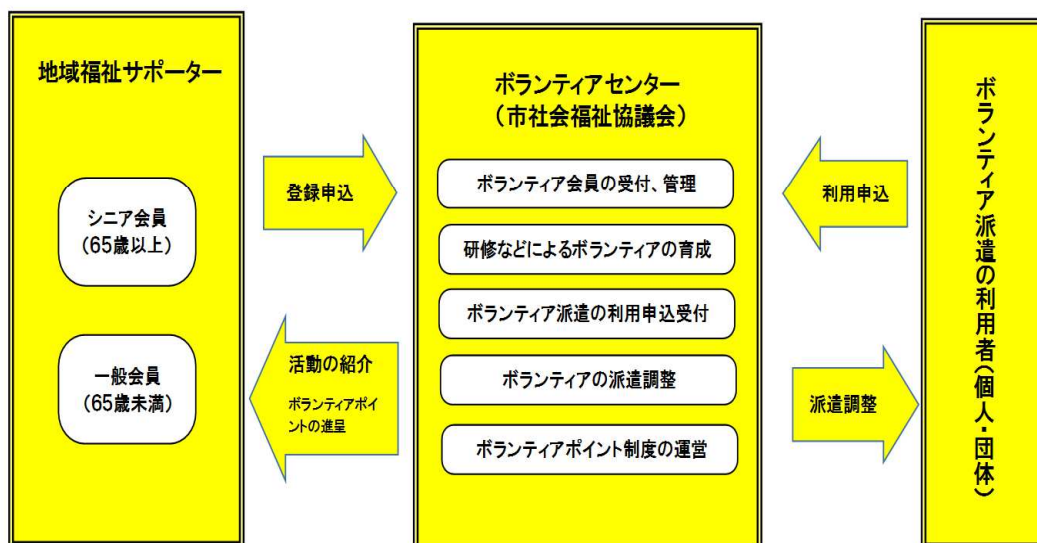 地域福祉サポーター
シニア会員
(65歳以上)
一般会員
(65歳未満)
登録申込
活動の紹介
ボランティアポイ
ントの進呈
ボランティアセンター
(市社会福祉協議会)
ボランティア会員の受付、管理
研修などによるボランティアの育成
ボランティア派遣の利用申込受付
ボランティアの派遣調整
ボランティアポイント制度の運営
利用申込
派遣調整
ボランティア派遣の利用者(個人・団体)